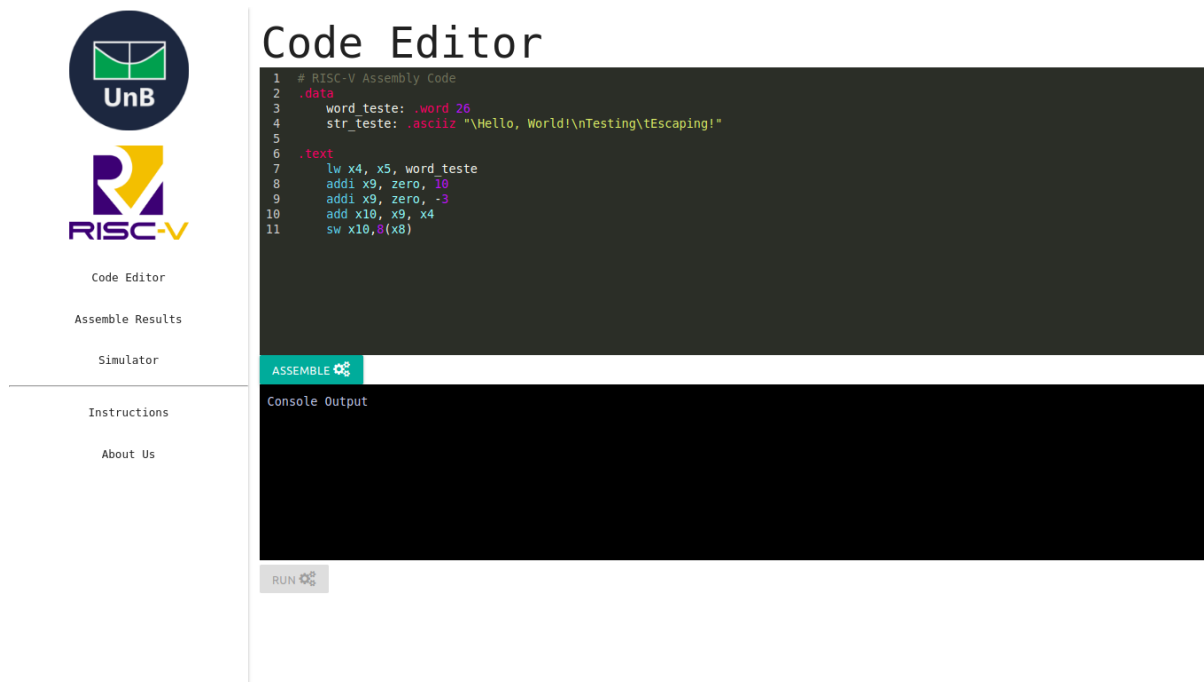 UnB
RISC-V
Code Editor
Assemble Results
Simulator
Instructions
About Us
Code Editor
1 # RISC-V Assembly Code
2 .data
3     word_teste: .word 26
4     str_teste: .asciiz "\Hello, World!\nTesting\tEscaping!"
5
6 .text
7     lw x4, x5, word_teste
8     addi x9, zero, 10
9     addi x9, zero, -3
10     add x10, x9, x4
11     sw x10,8(x8)
ASSEMBLE
Console Output
RUN